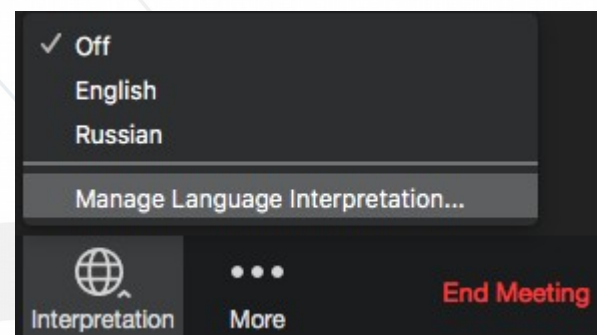 Off
English
Russian
Manage Language Interpretation...
Interpretation
More
End Meeting